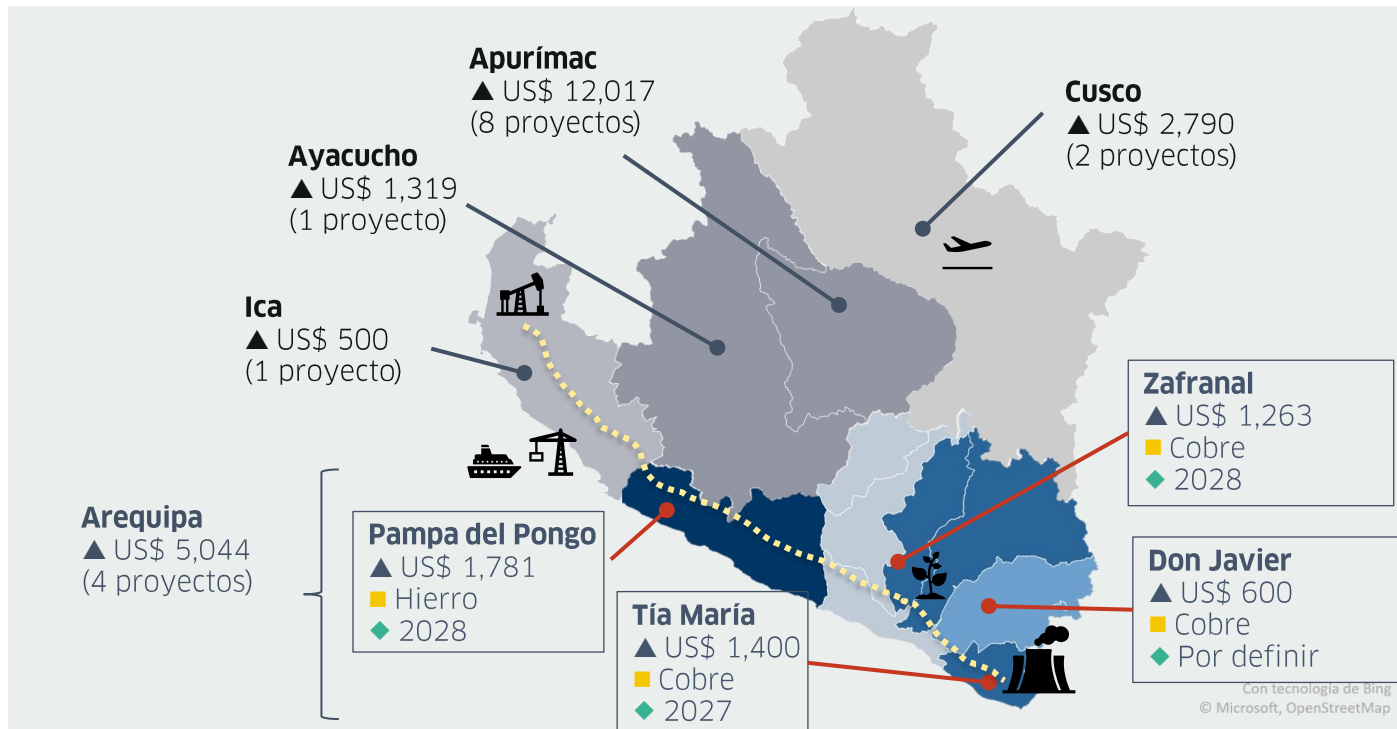 Apurímac
▲ US$ 12,017
(8 proyectos)
Cusco
▲ US$ 2,790
(2 proyectos)
Ayacucho
▲ US$ 1,319
(1 proyecto)
Ica
▲ US$ 500
(1 proyecto)
Arequipa
▲ US$ 5,044
(4 proyectos)
Pampa del Pongo
▲ US$ 1,781
■ Hierro
◆ 2028
Tía María
▲ US$ 1,400
■ Cobre
◆ 2027
Zafranal
▲ US$ 1,263
■ Cobre
◆ 2028
Don Javier
▲ US$ 600
■ Cobre
◆ Por definir
Con tecnología de Bing
© Microsoft, OpenStreetMap